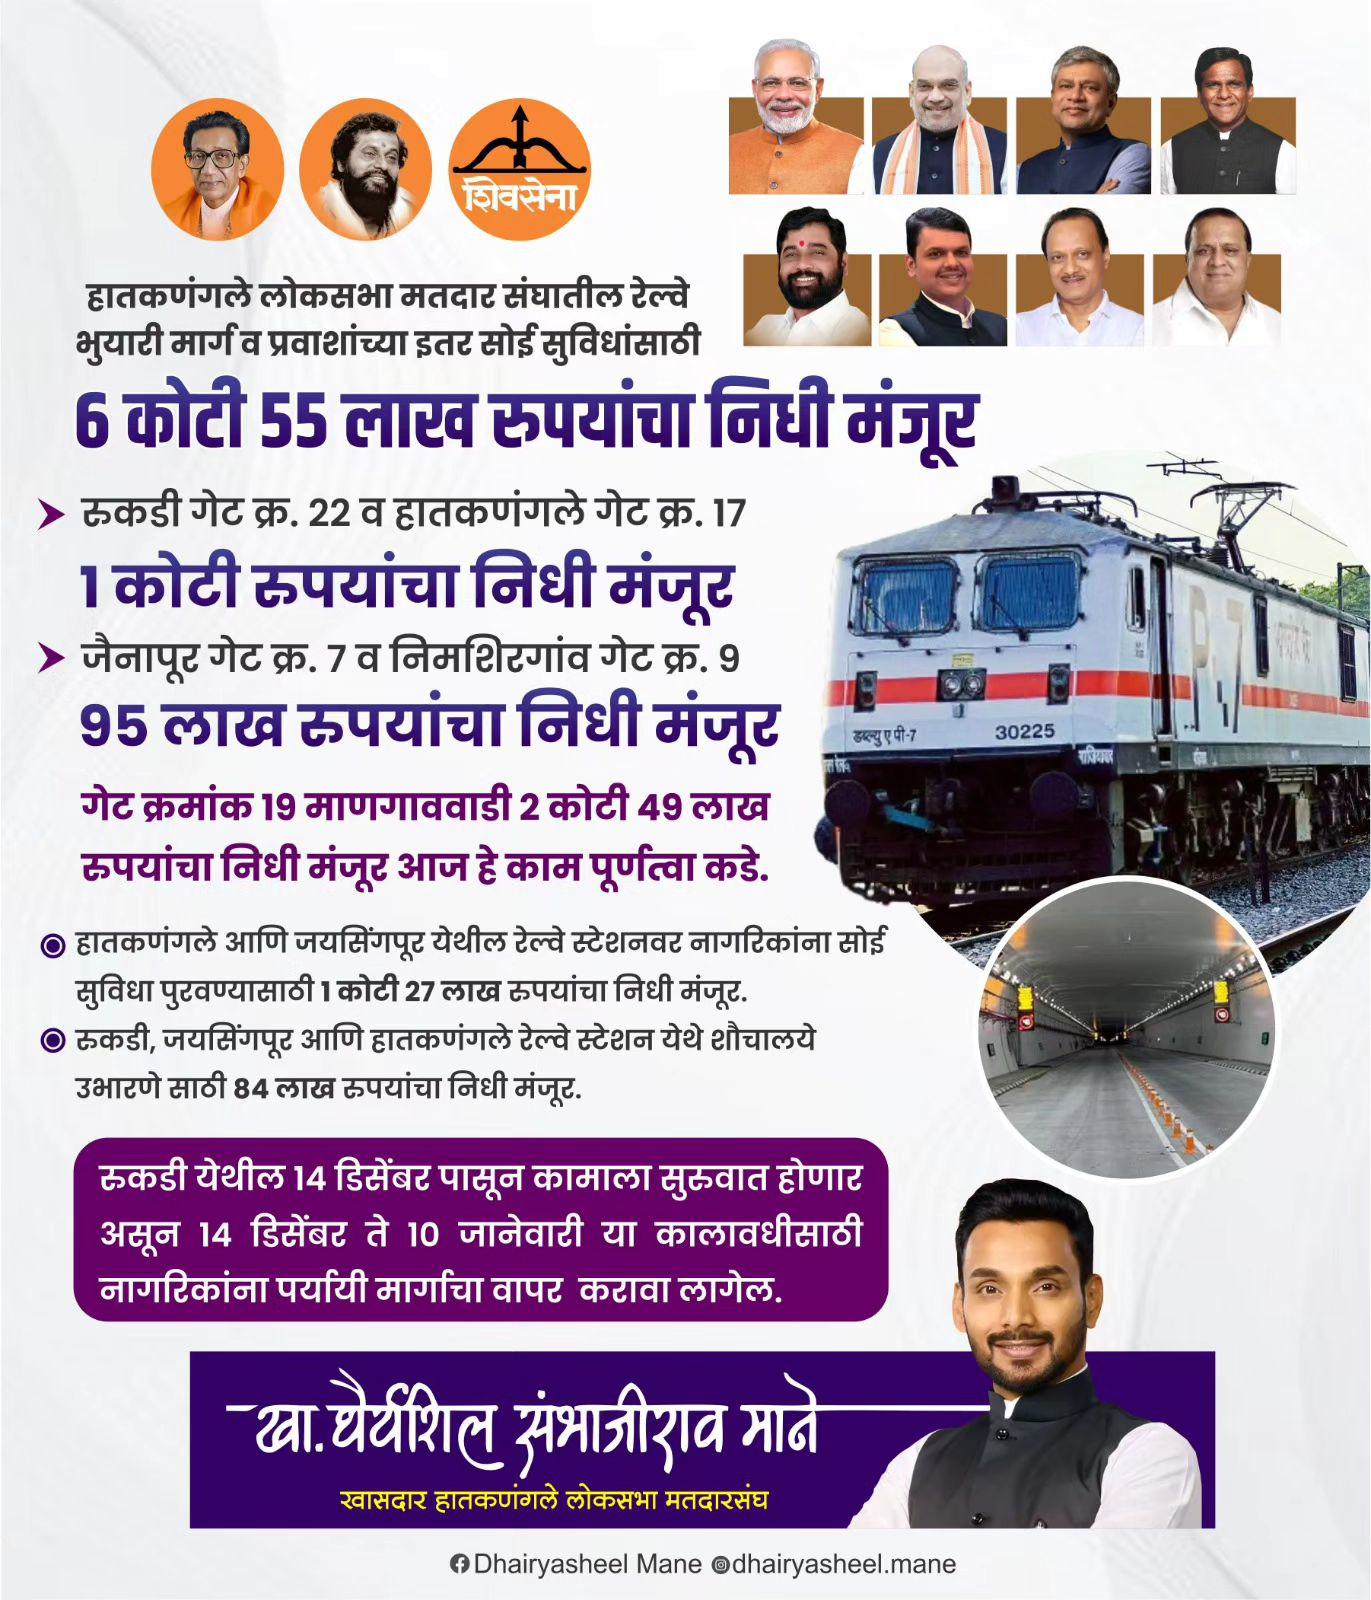 शिवसेना
हातकणंगले लोकसभा मतदार संघातील रेल्वे
भुयारी मार्ग व प्रवाशांच्या इतर सोई सुविधांसाठी
6 कोटी 55 लाख रुपयांचा निधी मंजूर
रुकडी गेट क्र. 22 व हातकणंगले गेट क्र. 17
1 कोटी रुपयांचा निधी मंजूर
जैनापूर गेट क्र. 7 व निमशिरगांव गेट क्र. 9
95 लाख रुपयांचा निधी मंजूर
गेट क्रमांक 19 माणगाववाडी 2 कोटी 49 लाख
रुपयांचा निधी मंजूर आज हे काम पूर्णत्वा कडे.
हातकणंगले आणि जयसिंगपूर येथील रेल्वे स्टेशनवर नागरिकांना सोई
सुविधा पुरवण्यासाठी 1 कोटी 27 लाख रुपयांचा निधी मंजूर.
रुकडी, जयसिंगपूर आणि हातकणंगले रेल्वे स्टेशन येथे शौचालये
उभारणे साठी 84 लाख रुपयांचा निधी मंजूर.
डब्ल्यु ए पी-7 30225
रुकडी येथील 14 डिसेंबर पासून कामाला सुरुवात होणार
असून 14 डिसेंबर ते 10 जानेवारी या कालावधीसाठी
नागरिकांना पर्यायी मार्गाचा वापर करावा लागेल.
खा. धैर्यशिल संभाजीराव माने
खासदार हातकणंगले लोकसभा मतदारसंघ
Dhairyasheel Mane dhairyasheel.mane